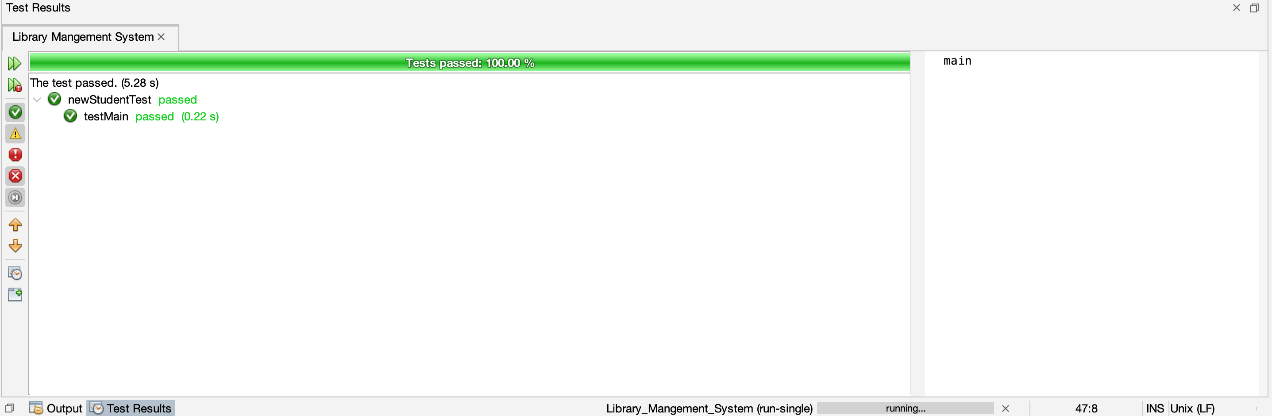 Test Results
Library Mangement System
Tests passed: 100.00 %
The test passed. (5.28 s)
newStudentTest passed
testMain passed (0.22 s)
main
Output Test Results Library_Mangement_System (run-single) running... 47:8 INS Unix (LF)